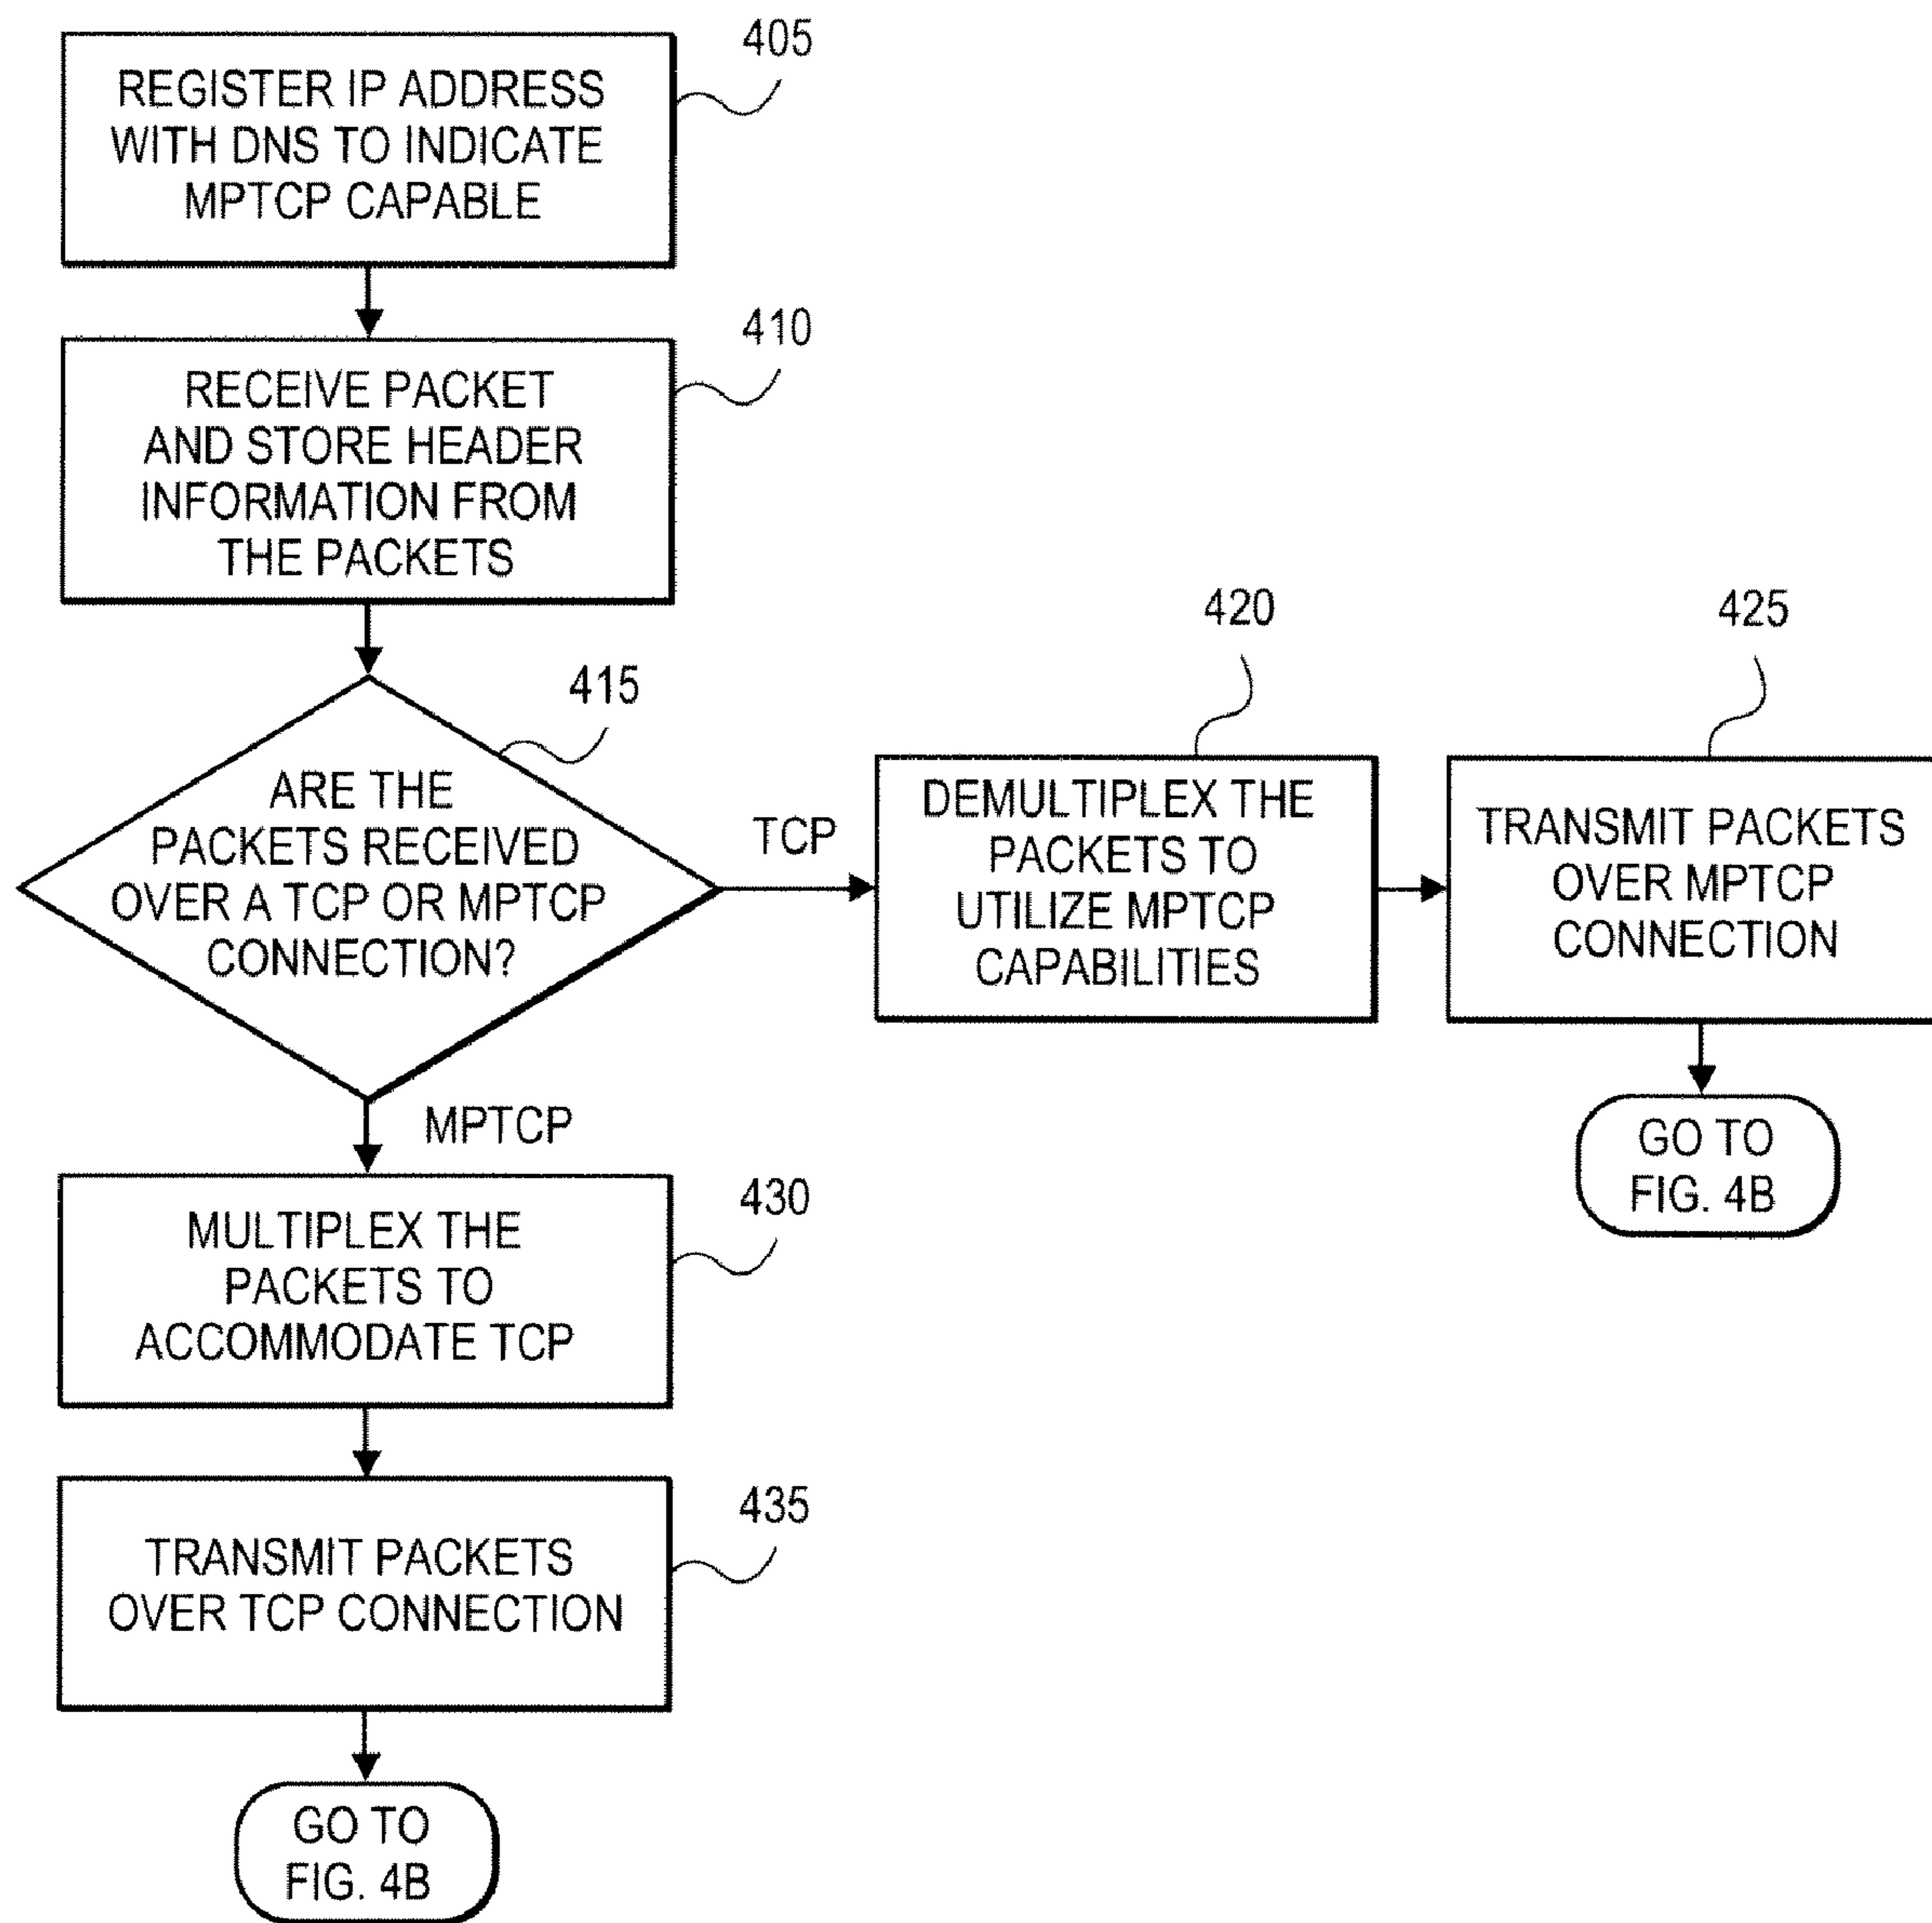 405
REGISTER IP ADDRESS
WITH DNS TO INDICATE
MPTCP CAPABLE
410
RECEIVE PACKET
AND STORE HEADER
INFORMATION FROM
THE PACKETS
415
ARE THE
PACKETS RECEIVED
OVER A TCP OR MPTCP
CONNECTION?
TCP
420
DEMULTIPLEX THE
PACKETS TO
UTILIZE MPTCP
CAPABILITIES
425
TRANSMIT PACKETS
OVER MPTCP
CONNECTION
GO TO
FIG. 4B
MPTCP
430
MULTIPLEX THE
PACKETS TO
ACCOMMODATE TCP
435
TRANSMIT PACKETS
OVER TCP CONNECTION
GO TO
FIG. 4B